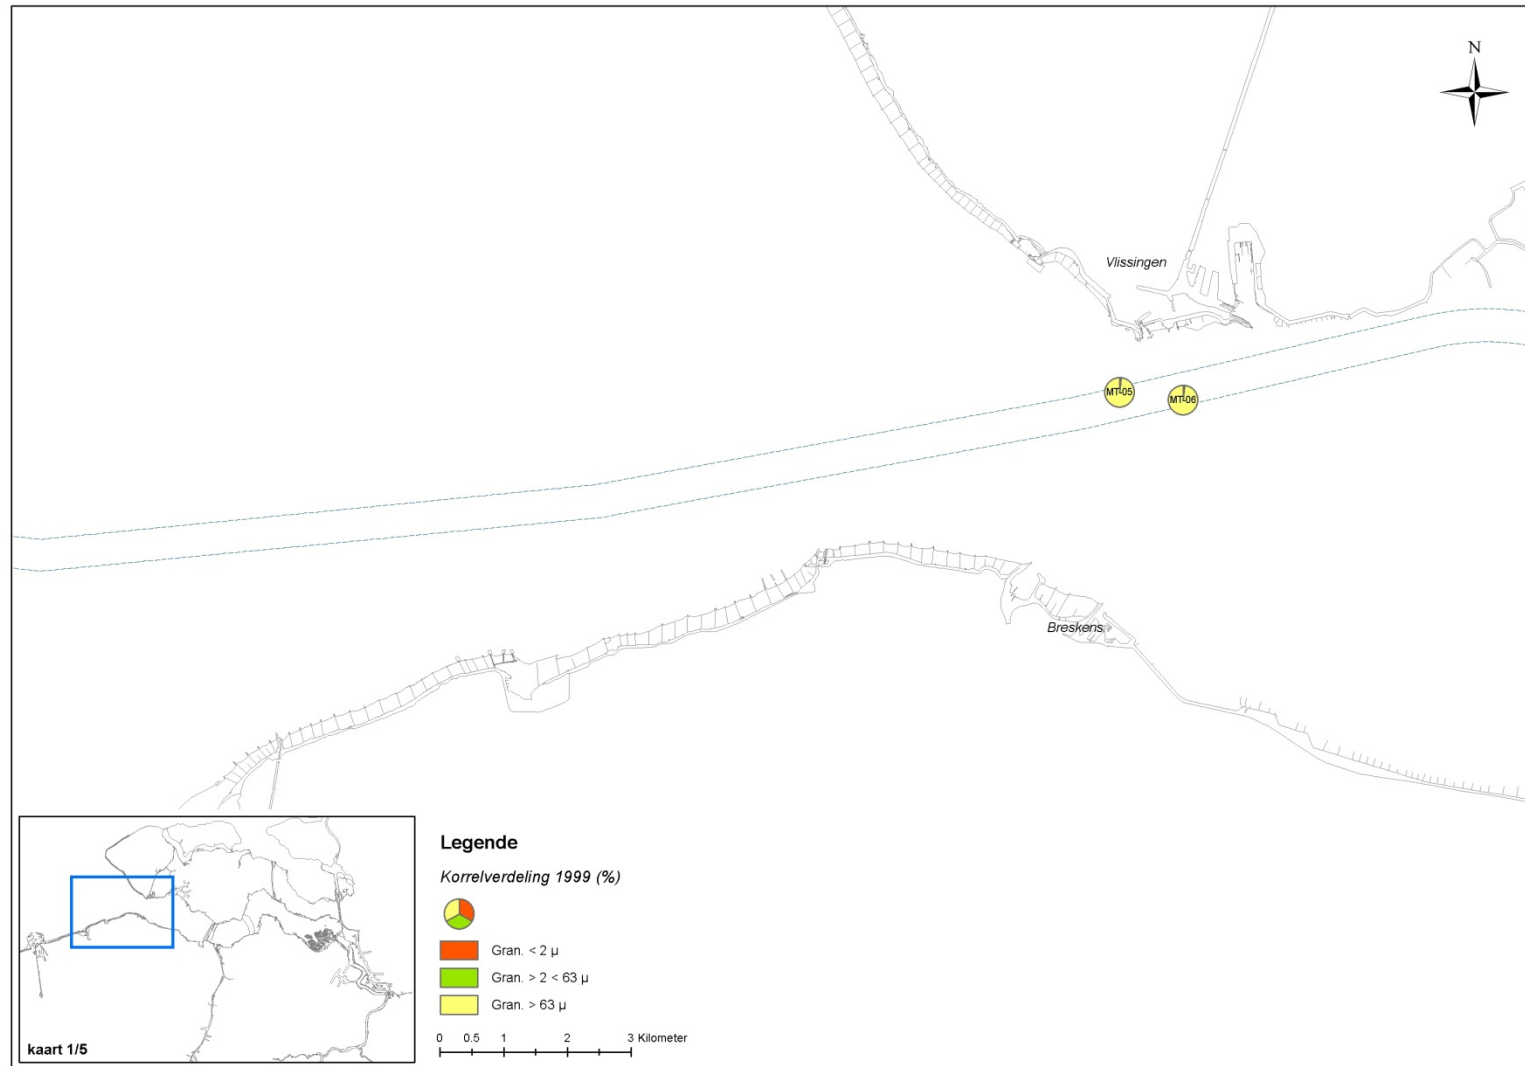 N
Vlissingen
MT-05
MT-06
Breskens
Legende
Korrelverdeling 1999 (%)
Gran. < 2 µ
Gran. > 2 < 63 µ
Gran. > 63 µ
0 0.5 1 2 3 Kilometer
kaart 1/5